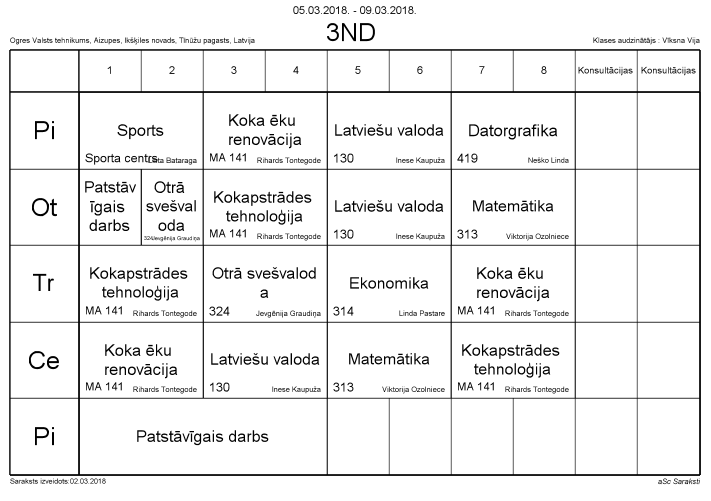 05.03.2018. - 09.03.2018.
Ogres Valsts tehnikums, Aizupes, Ikšķiles novads, Tīnūžu pagasts, Latvija
3ND
Klases audzinātājs : Vīksna Vija
1 2 3 4 5 6 7 8 Konsultācijas Konsultācijas
Pi
Sports
Sporta centrs Bataraga
Koka ēku
renovācija
MA 141 Rihards Tontegode
Latviešu valoda
130 Inese Kaupuža
Datorgrafika
419 Neško Linda
Ot
Patstāv
īgais
darbs
Otrā
svešval
oda
324 Jevgēnija Graudiņa
Kokapstrādes
tehnoloģija
MA 141 Rihards Tontegode
Latviešu valoda
130 Inese Kaupuža
Matemātika
313 Viktorija Ozolniece
Tr
Kokapstrādes
tehnoloģija
MA 141 Rihards Tontegode
Otrā svešvalod
a
324 Jevgēnija Graudiņa
Ekonomika
314 Linda Pastare
Koka ēku
renovācija
MA 141 Rihards Tontegode
Ce
Koka ēku
renovācija
MA 141 Rihards Tontegode
Latviešu valoda
130 Inese Kaupuža
Matemātika
313 Viktorija Ozolniece
Kokapstrādes
tehnoloģija
MA 141 Rihards Tontegode
Pi
Patstāvīgais darbs
Saraksts izveidots:02.03.2018
aSc Saraksti